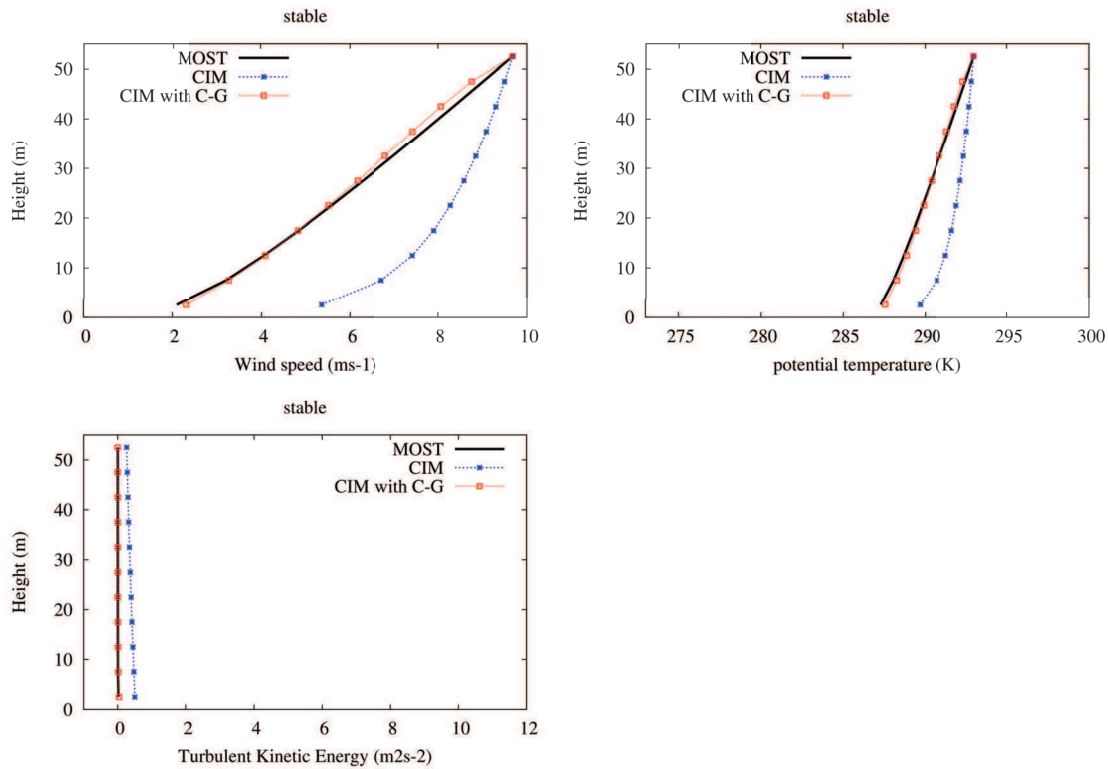 stable
MOST
CIM
CIM with C-G
50
40
30
20
10
0
Height (m)
0 2 4 6 8 10
Wind speed (ms-1)
stable
MOST
CIM
CIM with C-G
50
40
30
20
10
0
Height (m)
275 280 285 290 295 300
potential temperature (K)
stable
MOST
CIM
CIM with C-G
50
40
30
20
10
0
Height (m)
0 2 4 6 8 10 12
Turbulent Kinetic Energy (m2s-2)